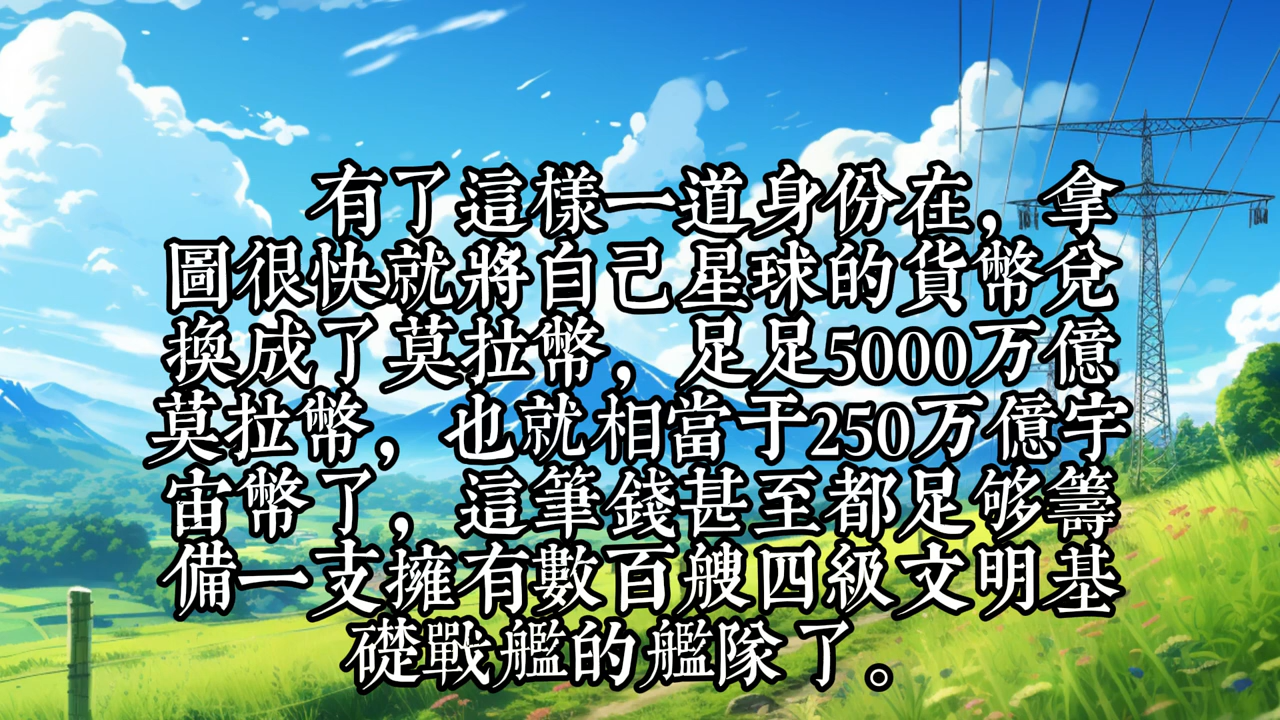 有了這樣一道身份在，拿
圖很快就將自己星球的貨幣兌
換成了莫拉幣，足足5000万億
莫拉幣，也就相當于250万億宇
宙幣了，這筆錢甚至都足够籌
備一支擁有數百艘四級文明基
礎戰艦的艦隊了。